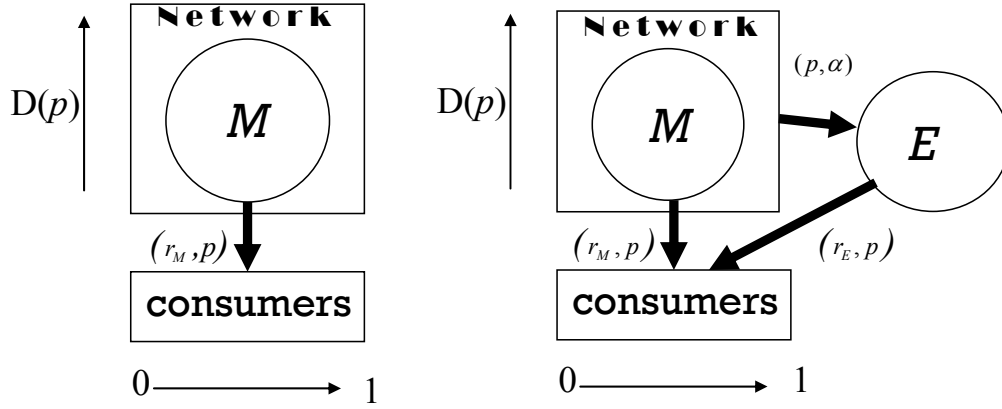 Network
D(p)
M
(r_M, p)
consumers
0
1
Network
D(p)
M
(p, α)
E
(r_M, p)
(r_E, p)
consumers
0
1